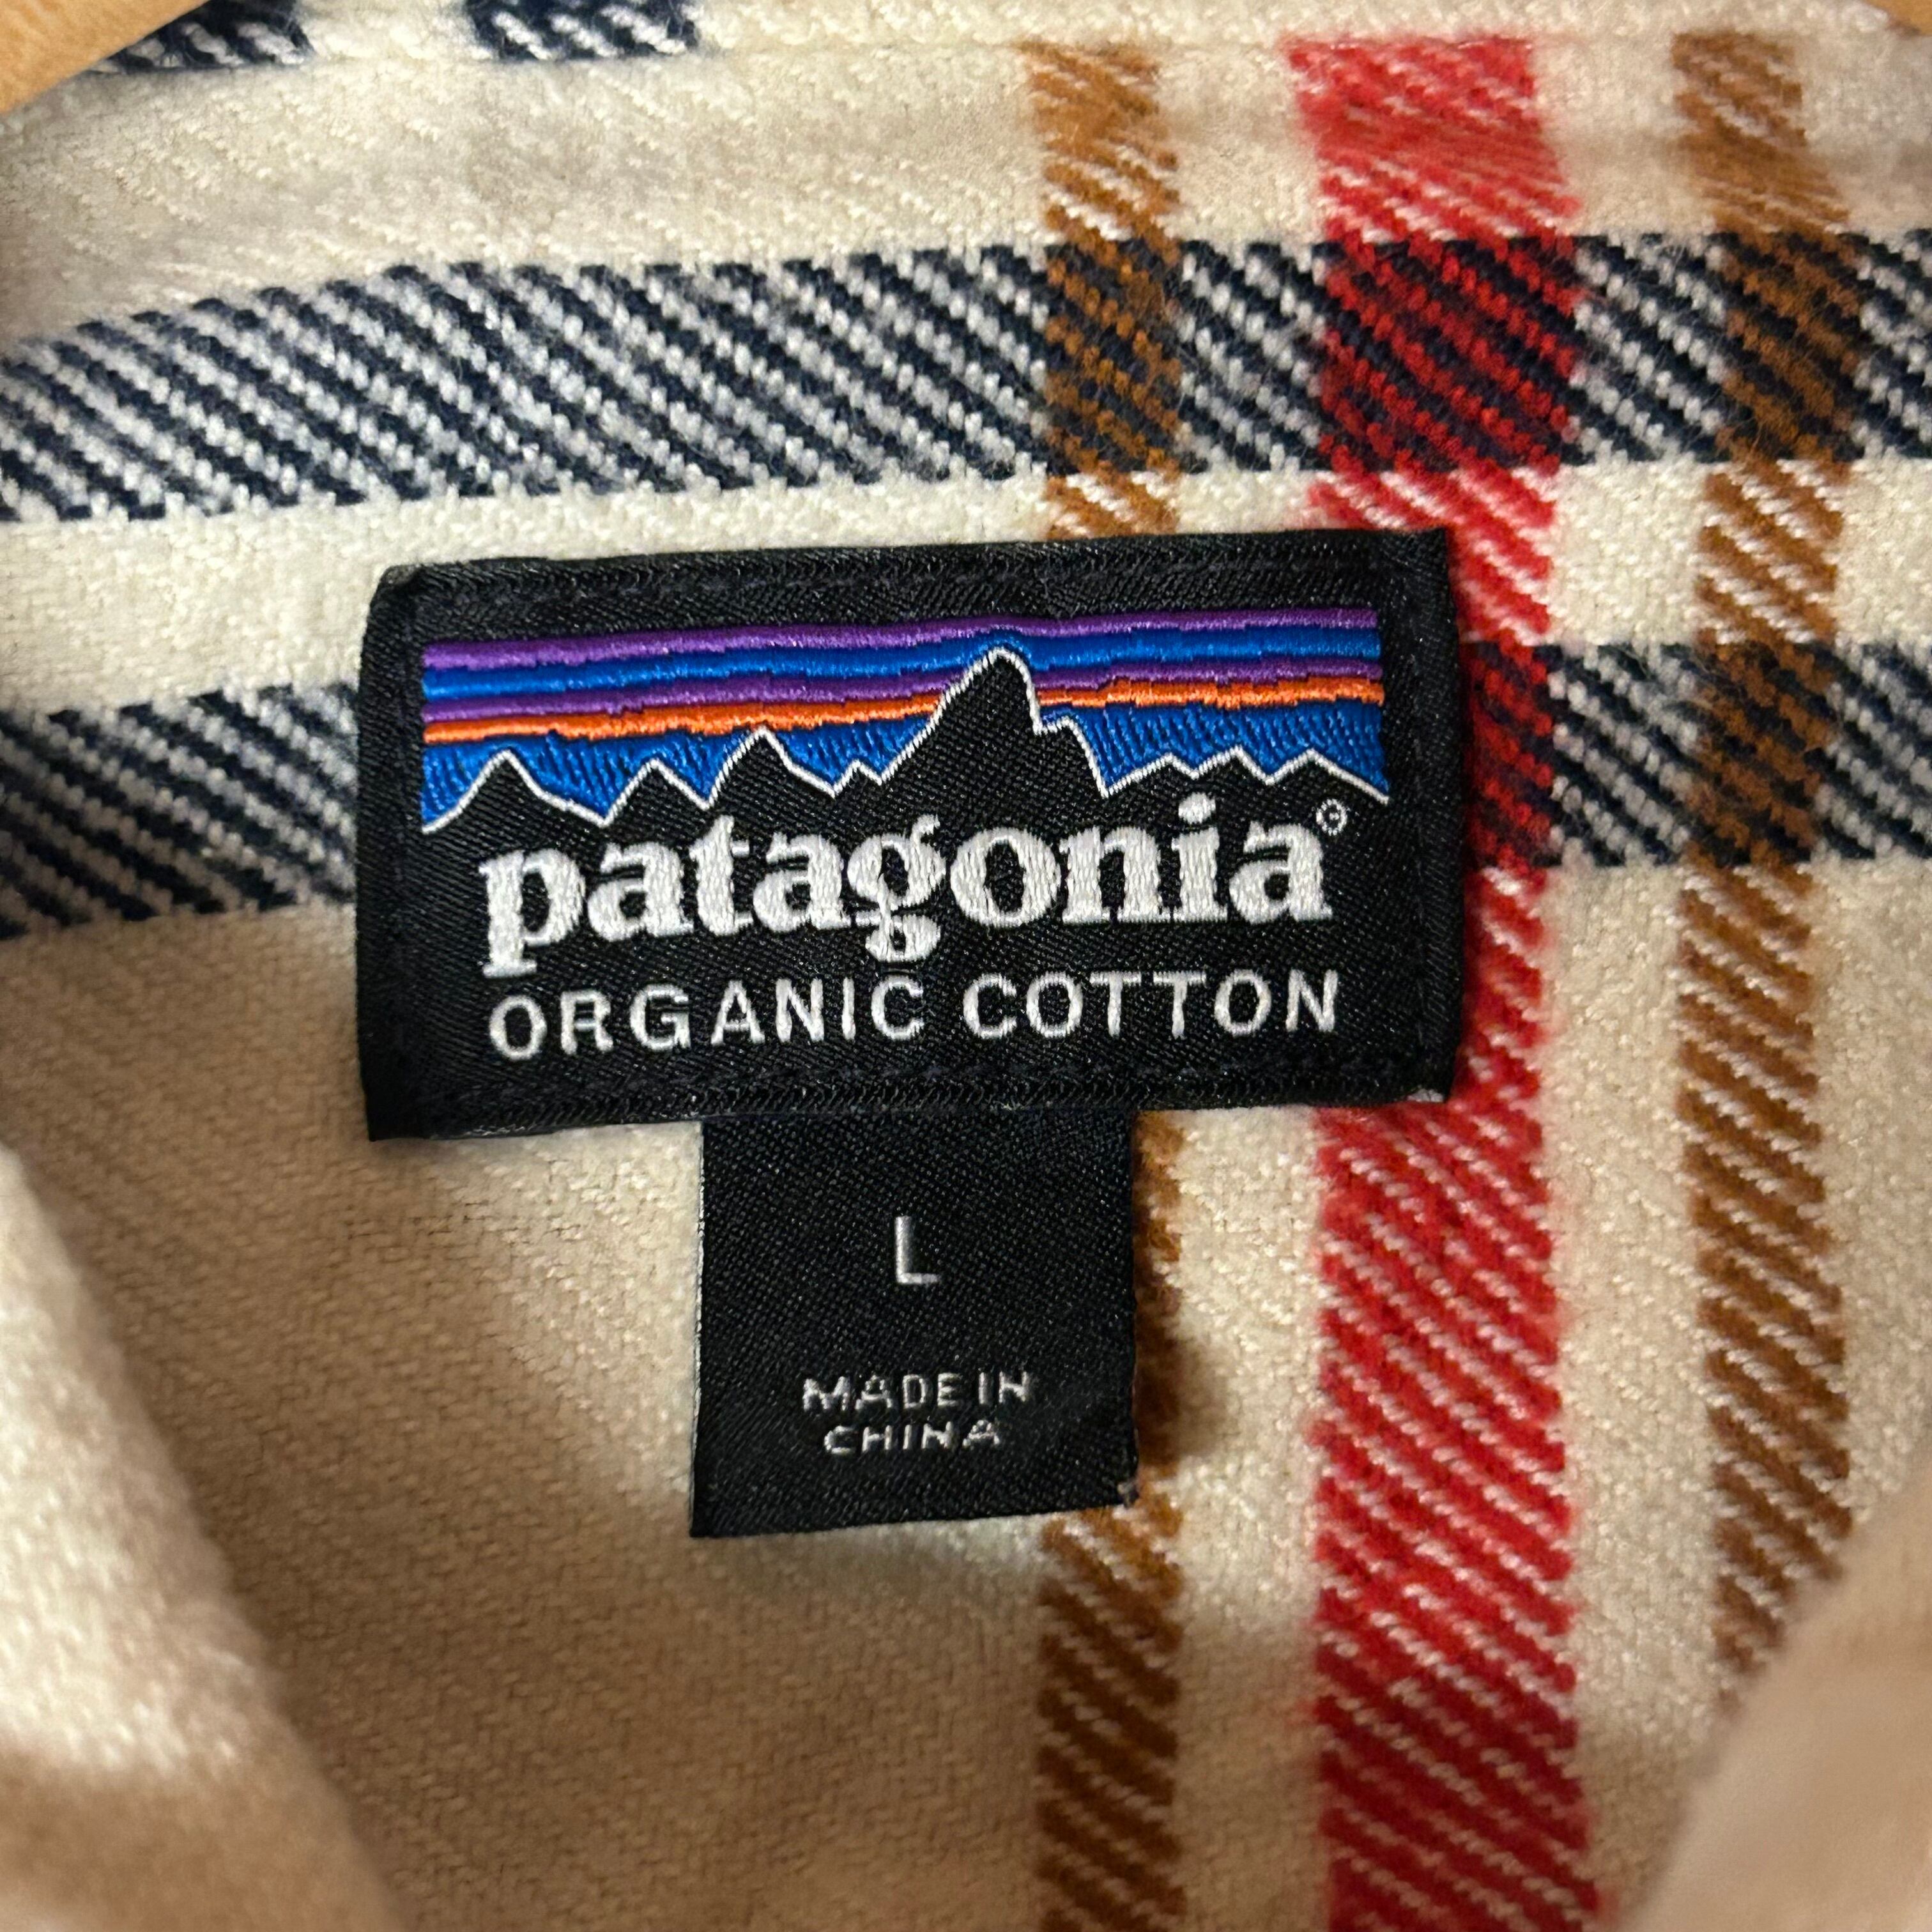 patagonia®
ORGANIC COTTON
L
MADE IN
CHINA